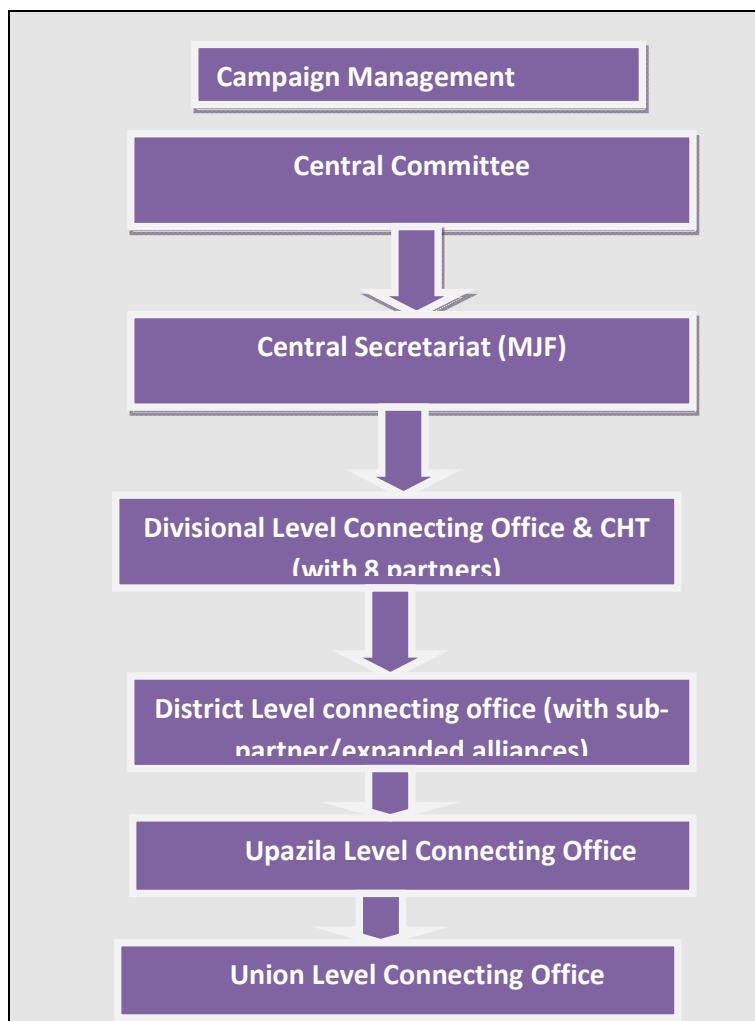 Campaign Management
Central Committee
Central Secretariat (MJF)
Divisional Level Connecting Office & CHT
(with 8 partners)
District Level connecting office (with sub-
partner/expanded alliances)
Upazila Level Connecting Office
Union Level Connecting Office